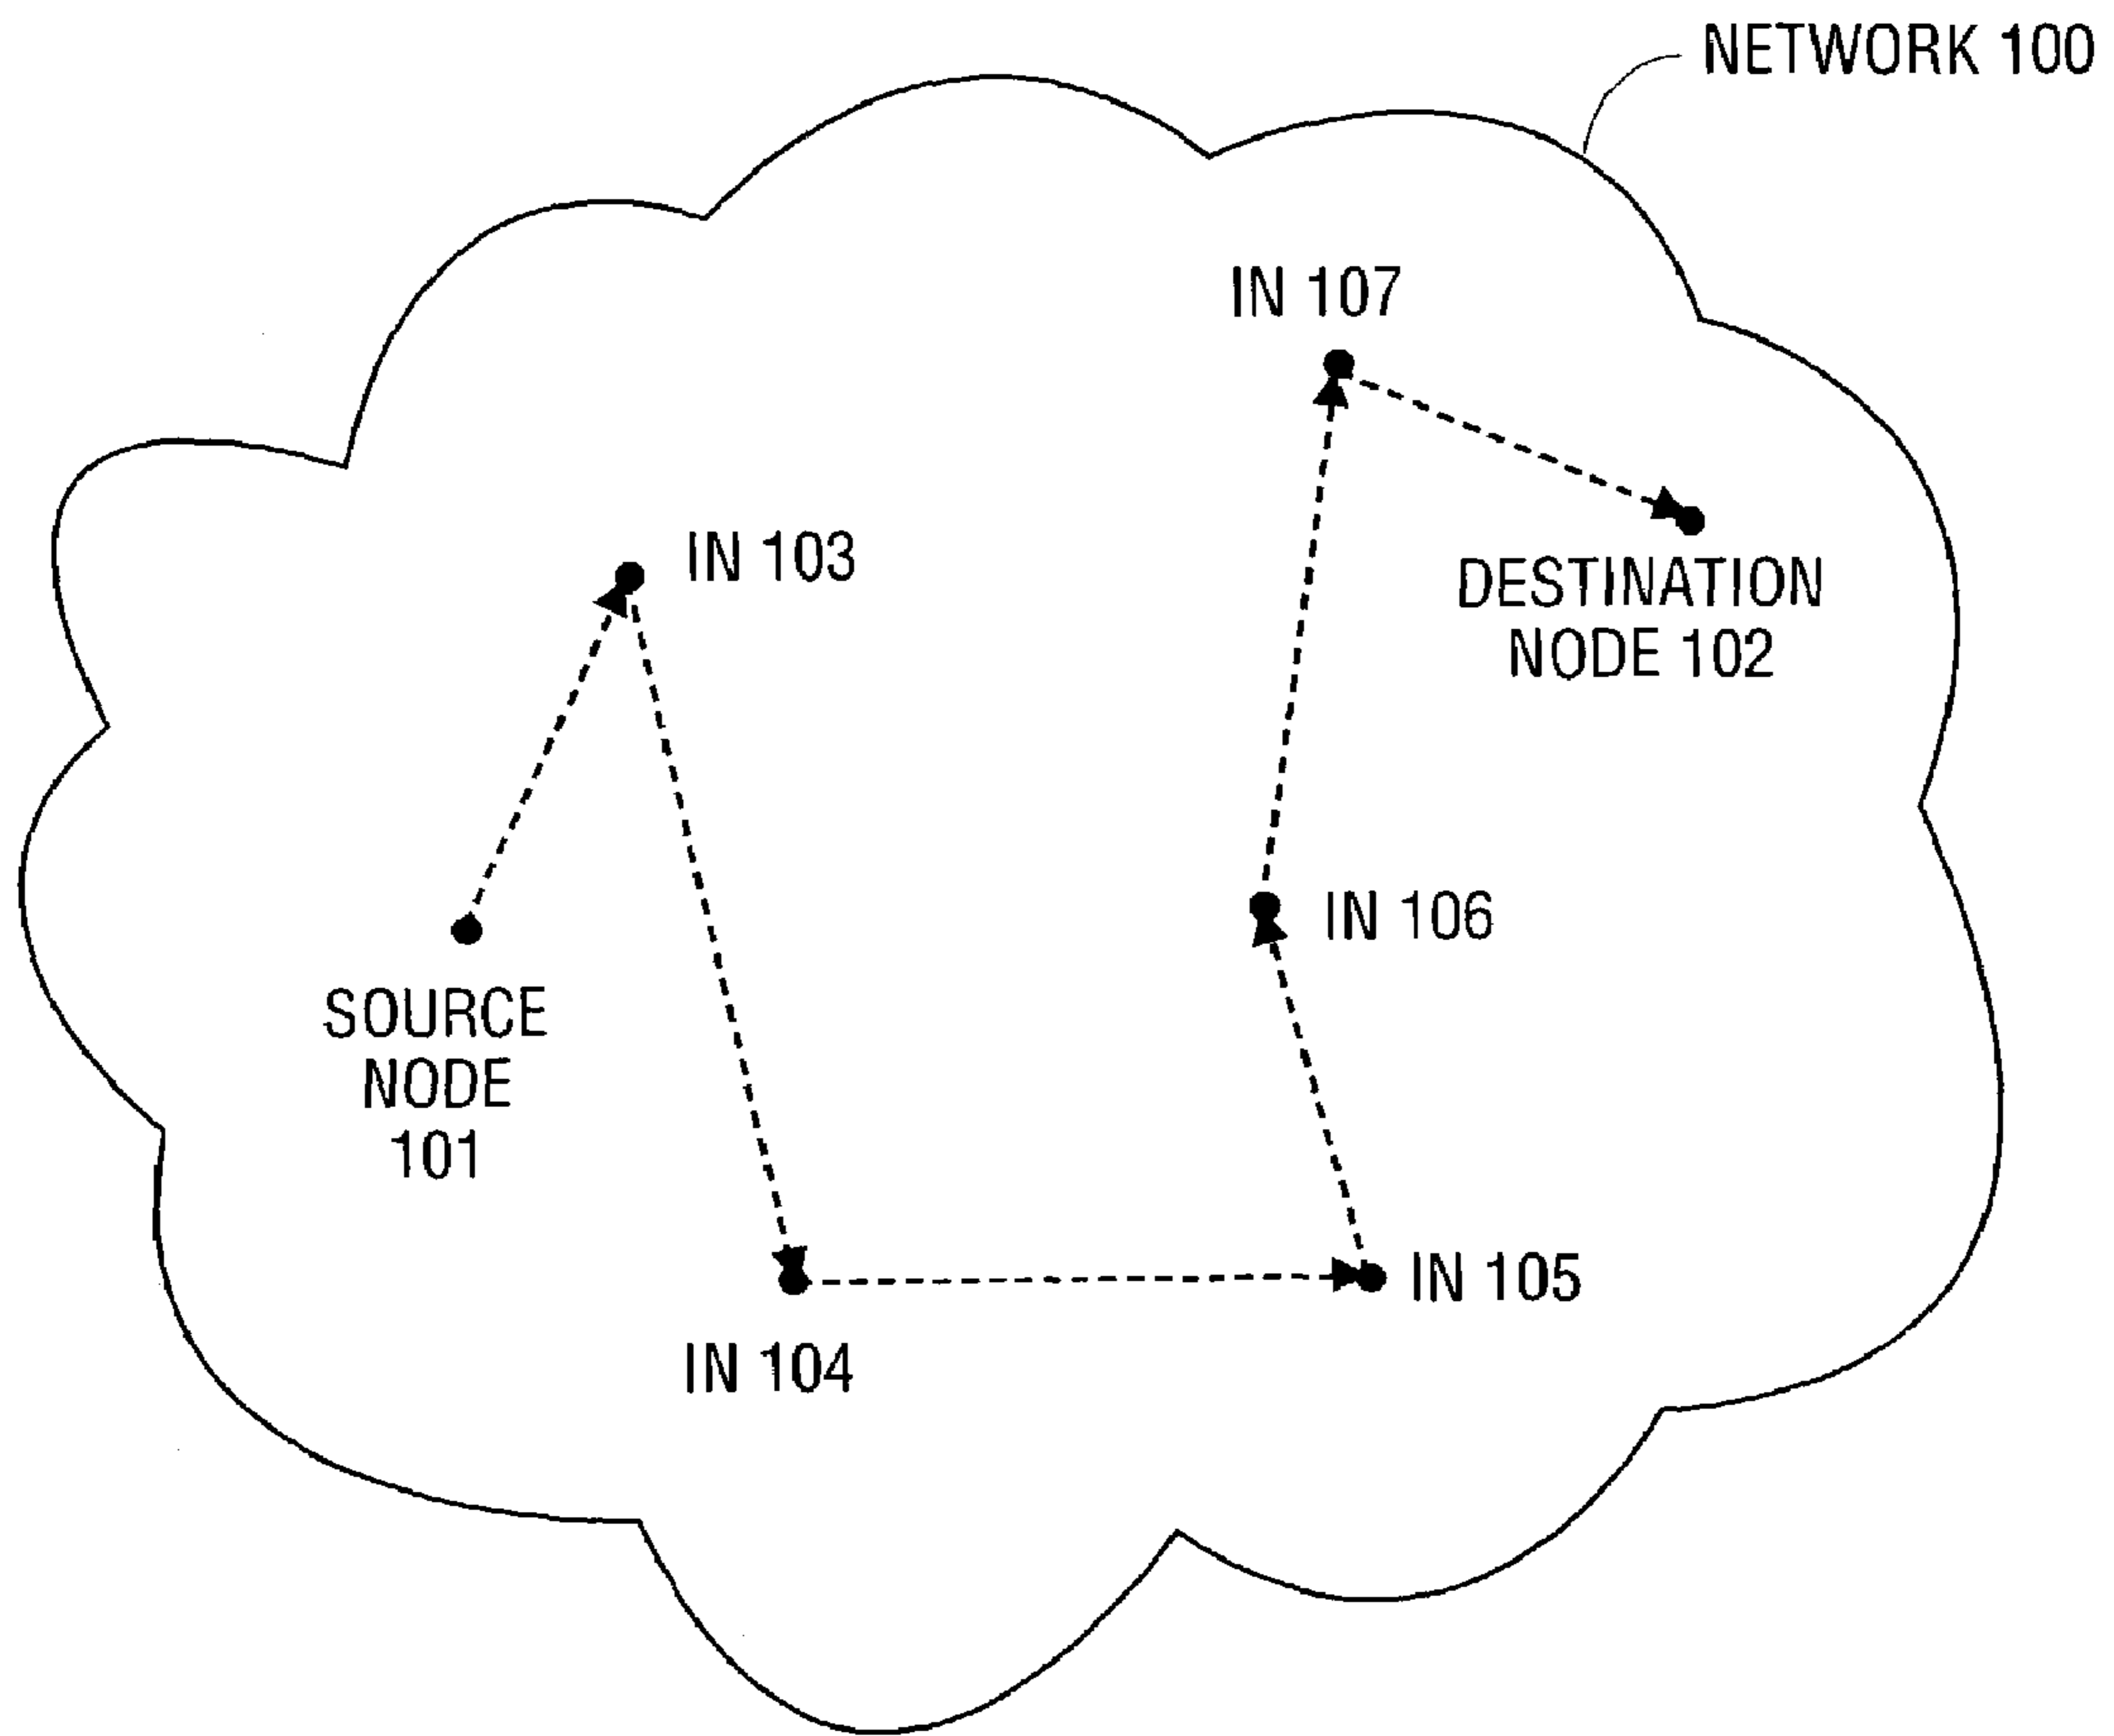 NETWORK 100
IN 107
IN 103
DESTINATION
NODE 102
IN 106
SOURCE
NODE
101
IN 105
IN 104